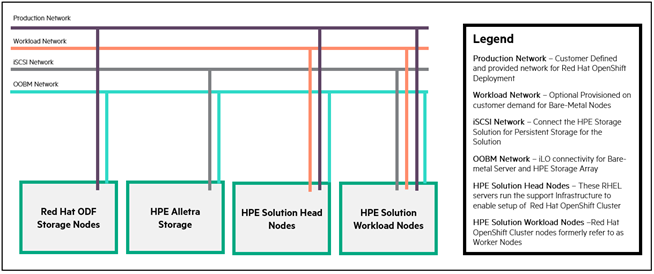 Production Network
Workload Network
iSCSI Network
OOBM Network
Red Hat ODF
Storage Nodes
HPE Alletra
Storage
HPE Solution Head
Nodes
HPE Solution
Workload Nodes
Legend
Production Network – Customer Defined
and provided network for Red Hat OpenShift
Deployment
Workload Network – Optional Provisioned on
customer demand for Bare-Metal Nodes
iSCSI Network – Connect the HPE Storage
Solution for Persistent Storage for the
Solution
OOBM Network – iLO connectivity for Bare-
metal Server and HPE Storage Array
HPE Solution Head Nodes – These RHEL
servers run the support Infrastructure to
enable setup of Red Hat OpenShift Cluster
HPE Solution Workload Nodes –Red Hat
OpenShift Cluster nodes formerly refer to as
Worker Nodes